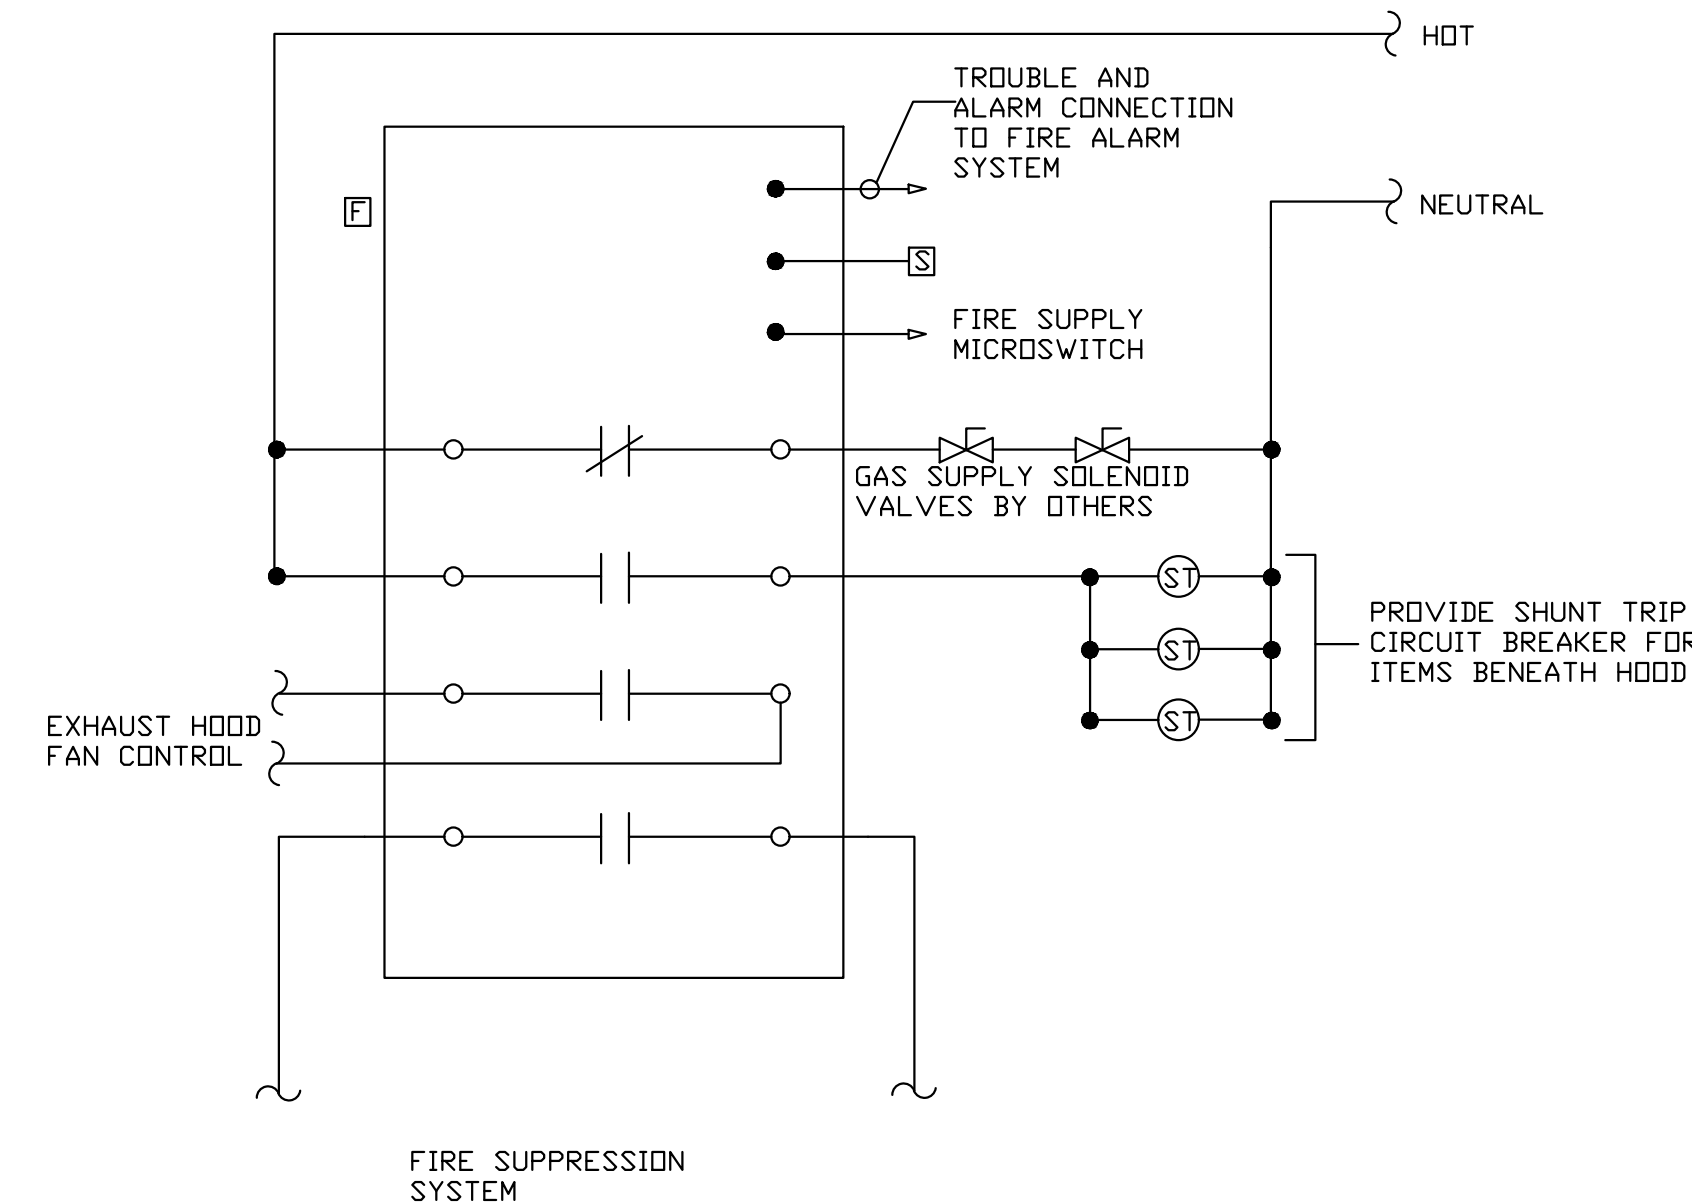 HOT
TROUBLE AND
ALARM CONNECTION
TO FIRE ALARM
SYSTEM
F
NEUTRAL
S
FIRE SUPPLY
MICROSWITCH
GAS SUPPLY SOLENOID
VALVES BY OTHERS
ST
ST
ST
PROVIDE SHUNT TRIP
CIRCUIT BREAKER FOR
ITEMS BENEATH HOOD
EXHAUST HOOD
FAN CONTROL
FIRE SUPPRESSION
SYSTEM